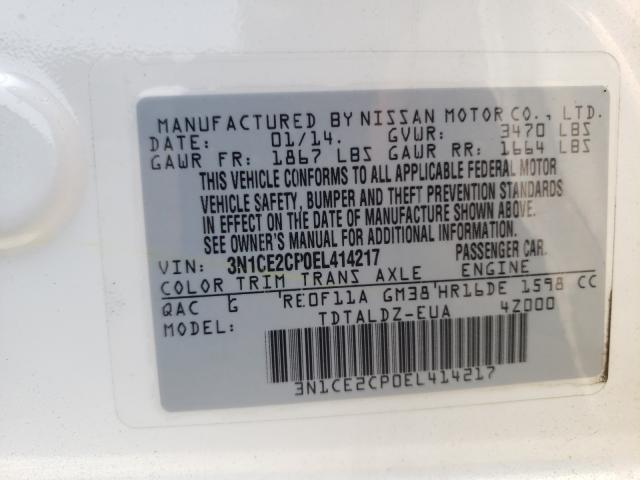 MANUFACTURED BY NISSAN MOTOR CO., LTD.
DATE: 01/14. GVWR: 3470 LBS
GAWR FR: 1867 LBS GAWR RR: 1664 LBS
THIS VEHICLE CONFORMS TO ALL APPLICABLE FEDERAL MOTOR
VEHICLE SAFETY, BUMPER AND THEFT PREVENTION STANDARDS
IN EFFECT ON THE DATE OF MANUFACTURE SHOWN ABOVE.
SEE OWNER'S MANUAL FOR ADDITIONAL INFORMATION.
VIN: 3N1CE2CP0EL414217 PASSENGER CAR.
COLOR TRIM TRANS AXLE ENGINE
QAC G 'RE0F11A GM38'HR16DE 1598 CC
MODEL: TDTALDZ-EUA 4Z000
3N1CE2CP0EL414217